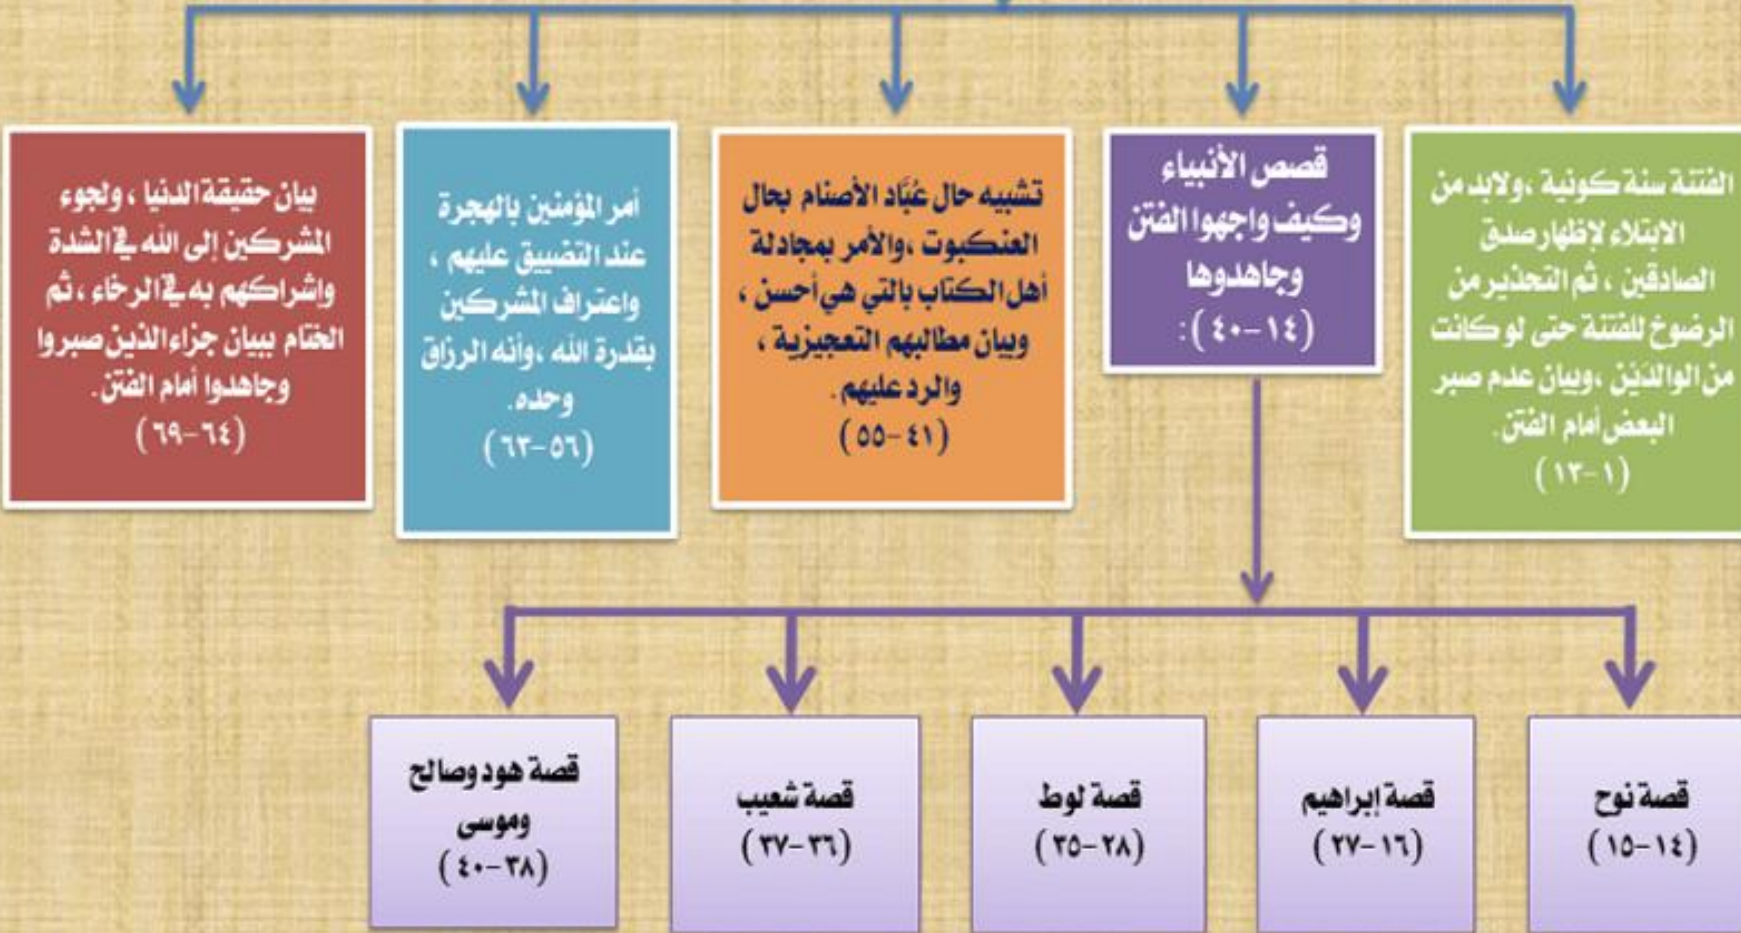 الفتنة سنة كونية ،ولابد من
الابتلاء لإظهار صدق
الصادقين ، ثم التحذير من
الرضوخ للفتنة حتى لو كانت
من الوالدَيْن ،وبيان عدم صبر
البعض أمام الفتن.
(١-١٣)
قصص الأنبياء
وكيف واجهوا الفتن
وجاهدوها
(١٤-٤٠):
تشبيه حال عُبَّاد الأصنام بحال
العنكبوت ،والأمر بمجادلة
أهل الكتاب بالتي هي أحسن ،
وبيان مطالبهم التعجيزية ،
والرد عليهم.
(٤١-٥٥)
أمر المؤمنين بالهجرة
عند التضييق عليهم ،
واعتراف المشركين
بقدرة الله ،وأنه الرزاق
وحده.
(٥٦-٦٣)
بيان حقيقة الدنيا ، ولجوء
المشركين إلى الله في الشدة
وإشراكهم به في الرخاء ، ثم
الختام ببيان جزاء الذين صبروا
وجاهدوا أمام الفتن.
(٦٤-٦٩)
قصة نوح
(١٤-١٥)
قصة إبراهيم
(١٦-٢٧)
قصة لوط
(٢٨-٣٥)
قصة شعيب
(٣٦-٣٧)
قصة هود وصالح
وموسى
(٣٨-٤٠)